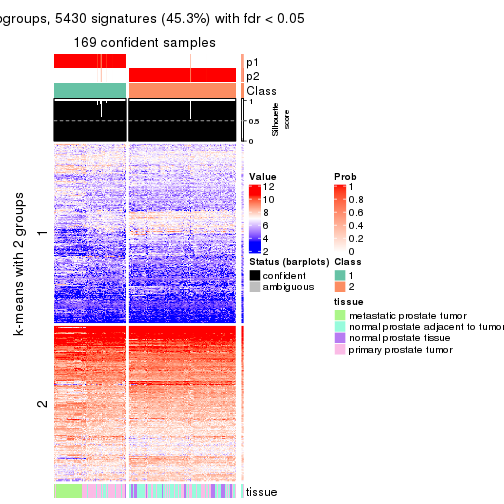 ogroups, 5430 signatures (45.3%) with fdr < 0.05
169 confident samples
p1
p2
Class
1
0.5
0
Silhouette
score
k-means with 2 groups
1
2
Value
12
10
8
6
4
2
Prob
1
0.8
0.6
0.4
0.2
0
Status (barplots)
confident
ambiguous
Class
1
2
tissue
metastatic prostate tumor
normal prostate adjacent to tumor
normal prostate tissue
primary prostate tumor
tissue